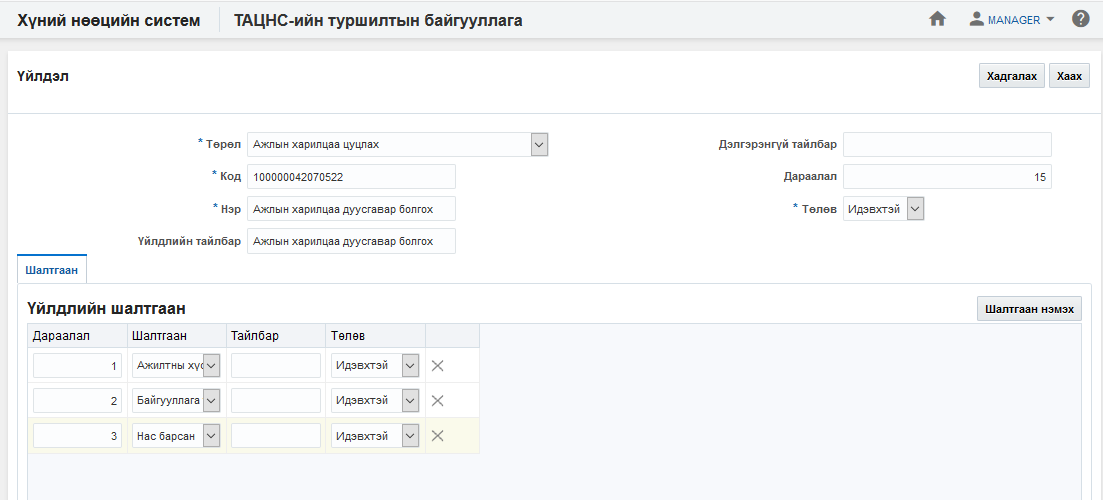 Хүний нөөцийн систем ТАЦНС-ийн туршилтын байгууллага MANAGER
Үйлдэл Хадгалах Хаах
* Төрөл Ажлын харилцаа цуцлах Дэлгэрэнгүй тайлбар
* Код 100000042070522 Дараалал 15
* Нэр Ажлын харилцаа дуусгавар болгох * Төлөв Идэвхтэй
Үйлдлийн тайлбар Ажлын харилцаа дуусгавар болгох
Шалтгаан
Үйлдлийн шалтгаан Шалтгаан нэмэх
Дараалал Шалтгаан Тайлбар Төлөв
1 Ажилтны хүс Идэвхтэй
2 Байгууллага Идэвхтэй
3 Нас барсан Идэвхтэй